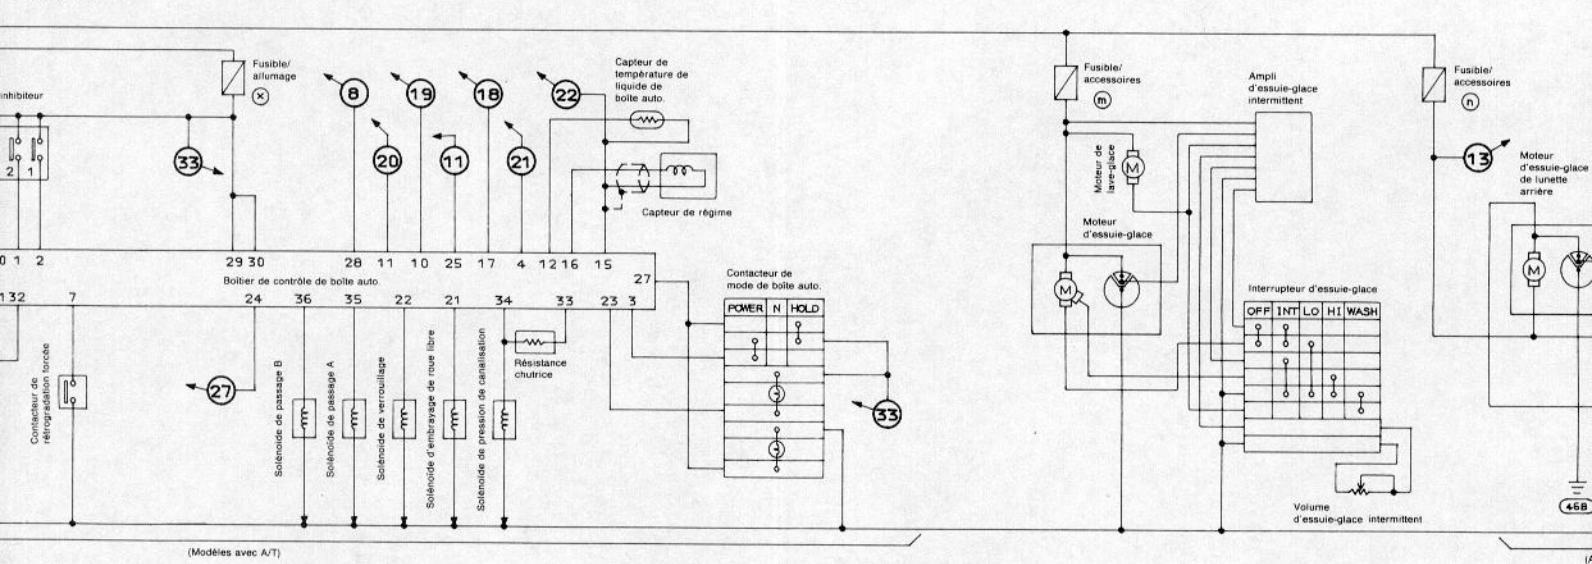 Fusible/
allumage
x
inhibiteur
2 1
33
8
19
18
22
20
11
21
Capteur de
température de
liquide de
boîte auto.
Capteur de régime
0 1 2
29 30
28 11 10 25 17 4 12 16 15
27
Boîtier de contrôle de boîte auto.
1 32 7
24 36 35 22 21 34 33 23 3
Contacteur de
rétrogradation forcée
27
Solénoïde de passage B
Solénoïde de passage A
Solénoïde de verrouillage
Solénoïde d'embrayage de roue libre
Solénoïde de pression de canalisation
Résistance
chutrice
Contacteur de
mode de boîte auto.
POWER N HOLD
33
(Modèles avec A/T)
Fusible/
accessoires
m
Ampli
d'essuie-glace
intermittent
Moteur de
lave-glace
M
Moteur
d'essuie-glace
M
Interrupteur d'essuie-glace
OFF INT LO HI WASH
Volume
d'essuie-glace intermittent
Fusible/
accessoires
n
13
Moteur
d'essuie-glace
de lunette
arrière
M
46B
(A